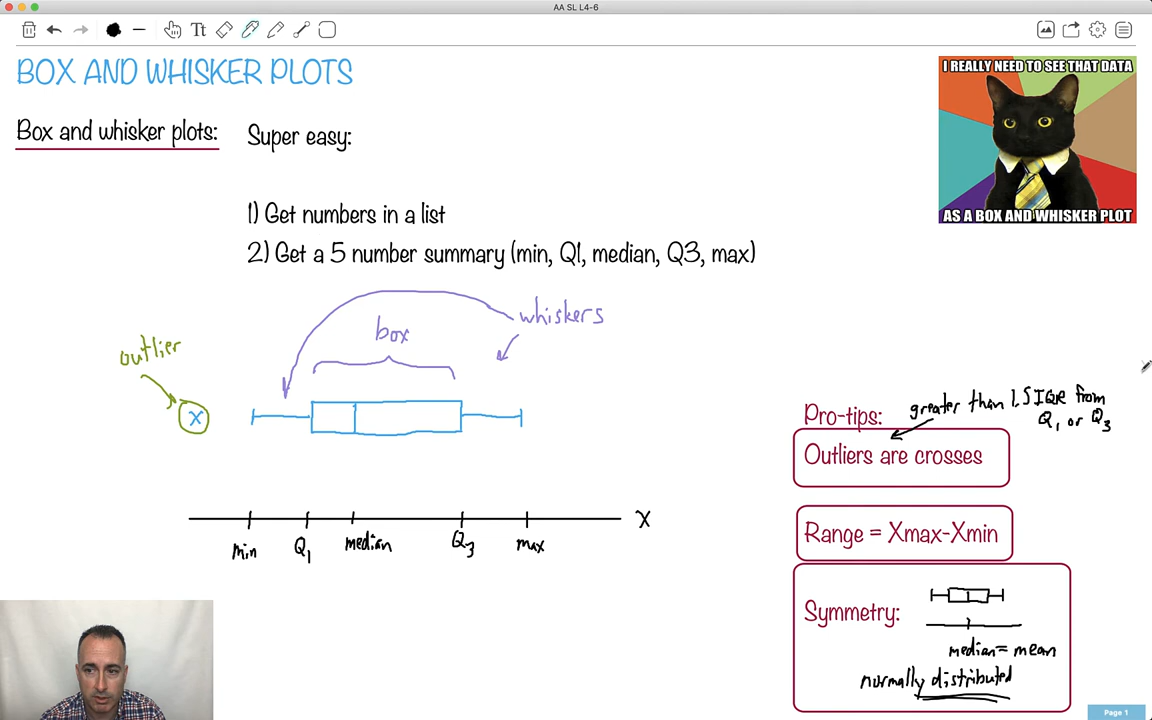 AA SL L4-6
Tt
BOX AND WHISKER PLOTS
I REALLY NEED TO SEE THAT DATA
AS A BOX AND WHISKER PLOT
Box and whisker plots:
Super easy:
1) Get numbers in a list
2) Get a 5 number summary (min, Q1, median, Q3, max)
whiskers
box
outlier
X
min Q1 median Q3 max
X
Pro-tips:
greater than 1.5IQR from
Q1 or Q3
Outliers are crosses
Range = Xmax-Xmin
Symmetry:
median = mean
normally distributed
Page 1